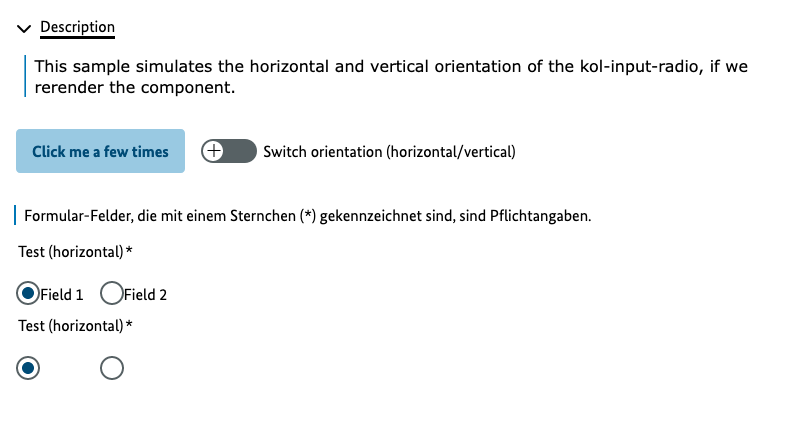 Description
This sample simulates the horizontal and vertical orientation of the kol-input-radio, if we
rerender the component.
Click me a few times Switch orientation (horizontal/vertical)
Formular-Felder, die mit einem Sternchen (*) gekennzeichnet sind, sind Pflichtangaben.
Test (horizontal)*
Field 1 Field 2
Test (horizontal)*